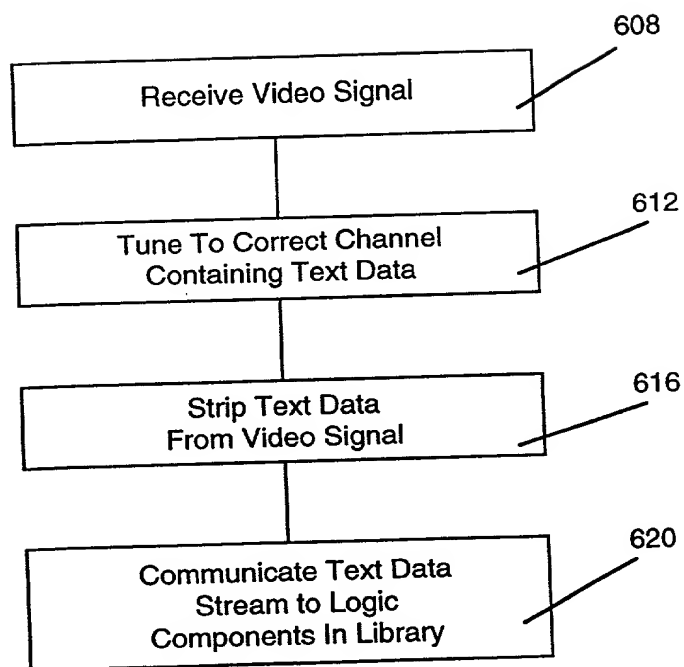 608
Receive Video Signal
612
Tune To Correct Channel
Containing Text Data
616
Strip Text Data
From Video Signal
620
Communicate Text Data
Stream to Logic
Components In Library